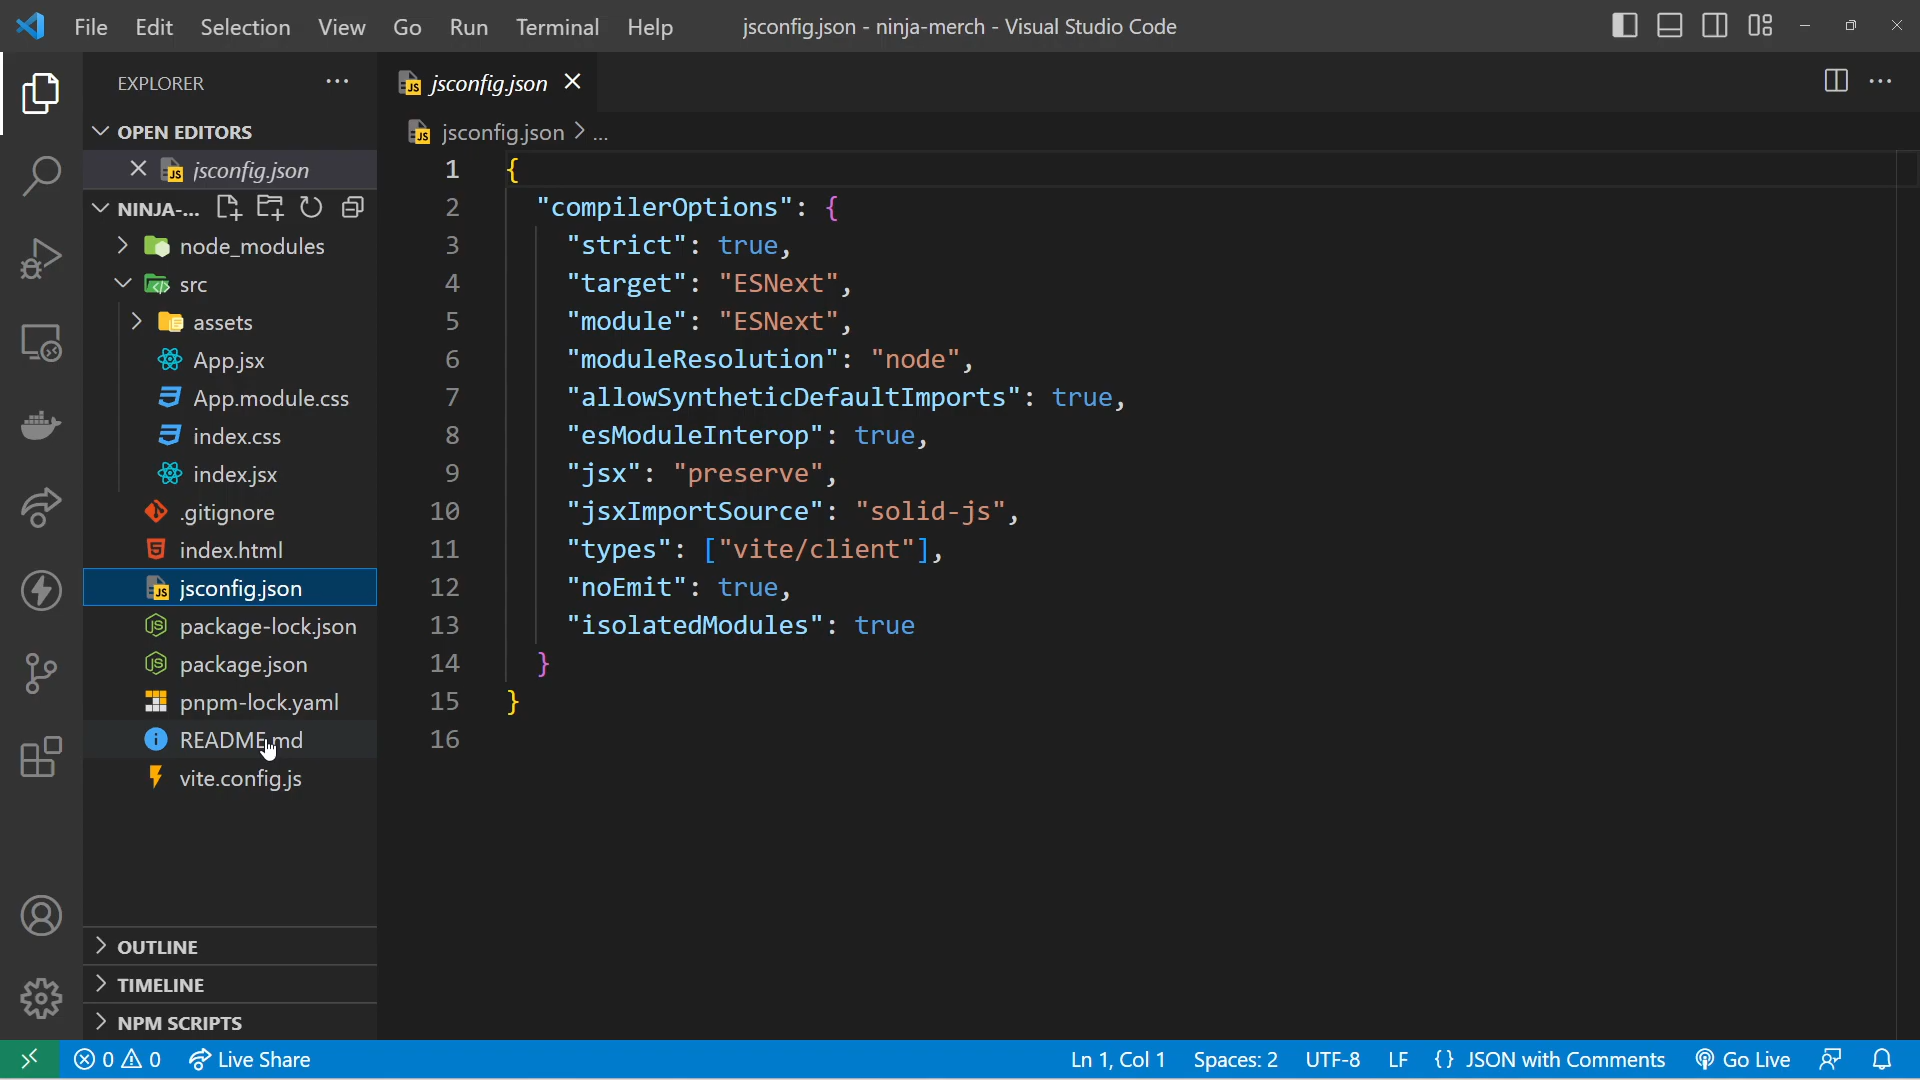 File Edit Selection View Go Run Terminal Help
jsconfig.json - ninja-merch - Visual Studio Code
EXPLORER
OPEN EDITORS
jsconfig.json
NINJA-...
node_modules
src
assets
App.jsx
App.module.css
index.css
index.jsx
.gitignore
index.html
jsconfig.json
package-lock.json
package.json
pnpm-lock.yaml
README.md
vite.config.js
OUTLINE
TIMELINE
NPM SCRIPTS
jsconfig.json
jsconfig.json > ...
1 {
2 "compilerOptions": {
3 "strict": true,
4 "target": "ESNext",
5 "module": "ESNext",
6 "moduleResolution": "node",
7 "allowSyntheticDefaultImports": true,
8 "esModuleInterop": true,
9 "jsx": "preserve",
10 "jsxImportSource": "solid-js",
11 "types": ["vite/client"],
12 "noEmit": true,
13 "isolatedModules": true
14 }
15 }
16
0 0 Live Share
Ln 1, Col 1 Spaces: 2 UTF-8 LF {} JSON with Comments Go Live